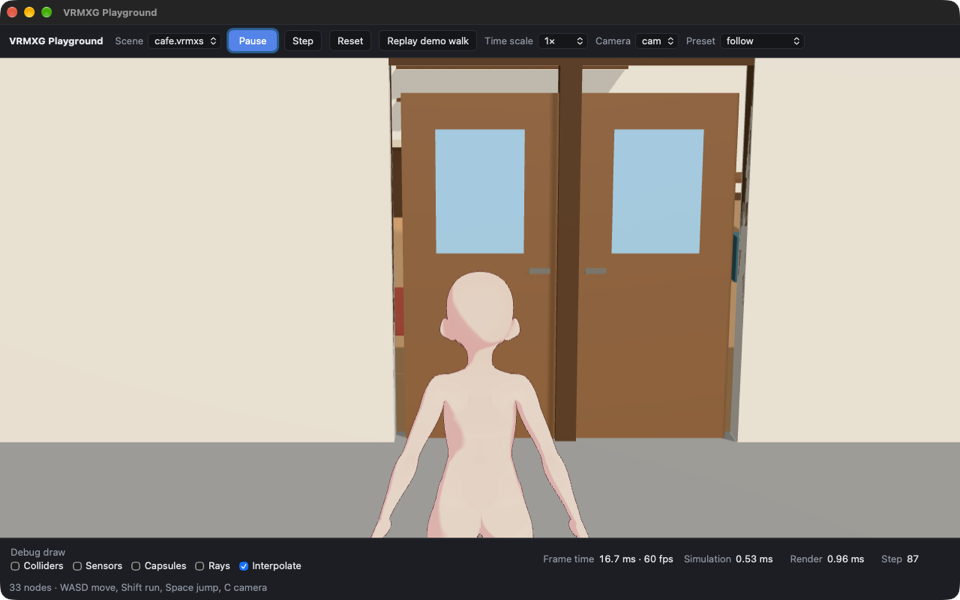 VRMXG Playground
VRMXG Playground Scene cafe.vrmxs Pause Step Reset Replay demo walk Time scale 1× Camera cam Preset follow
Debug draw
Colliders Sensors Capsules Rays Interpolate
Frame time 16.7 ms · 60 fps Simulation 0.53 ms Render 0.96 ms Step 87
33 nodes · WASD move, Shift run, Space jump, C camera